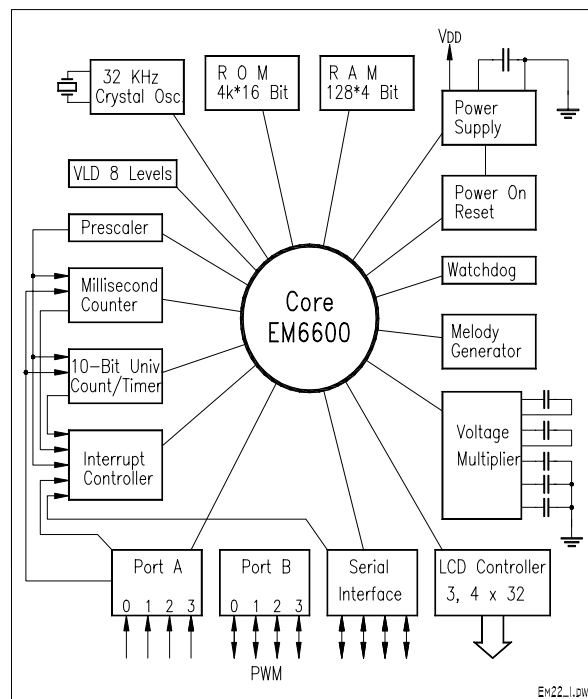 32 KHz
Crystal Osc.
R O M
4k*16 Bit
R A M
128*4 Bit
VDD
Power
Supply
VLD 8 Levels
Power On
Reset
Prescaler
Watchdog
Millisecond
Counter
Core
EM6600
Melody
Generator
10-Bit Univ
Count/Timer
Voltage
Multiplier
Interrupt
Controller
Port A
0 1 2 3
Port B
0 1 2 3
Serial
Interface
LCD Controller
3, 4 x 32
PWM